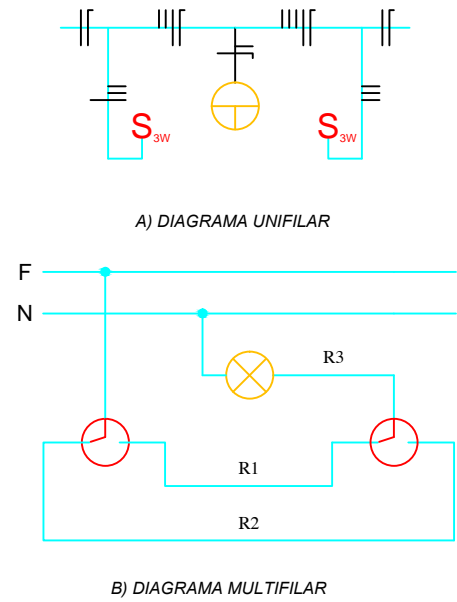 S3W S3W
A) DIAGRAMA UNIFILAR
F
N
R3
R1
R2
B) DIAGRAMA MULTIFILAR